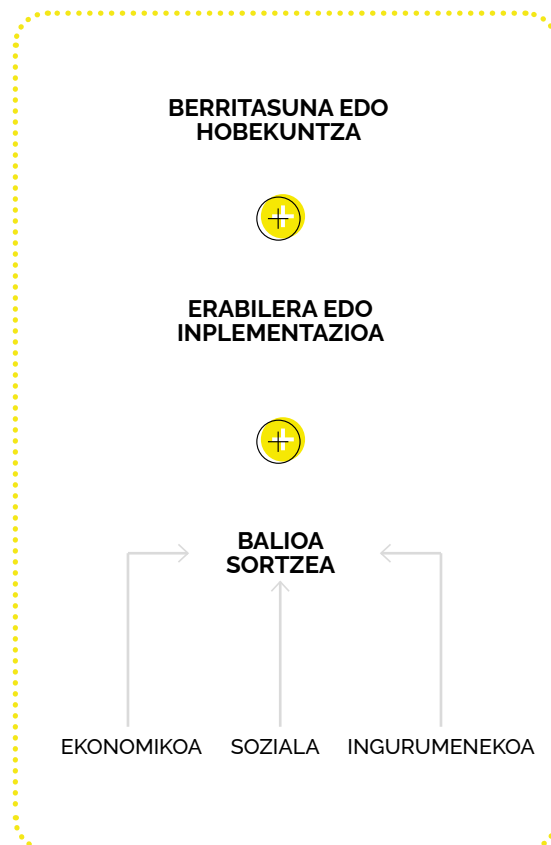 BERRITASUNA EDO
HOBEKUNTZA
ERABILERA EDO
INPLEMENTAZIOA
BALIOA
SORTZEA
EKONOMIKOA SOZIALA INGURUMENEKOA